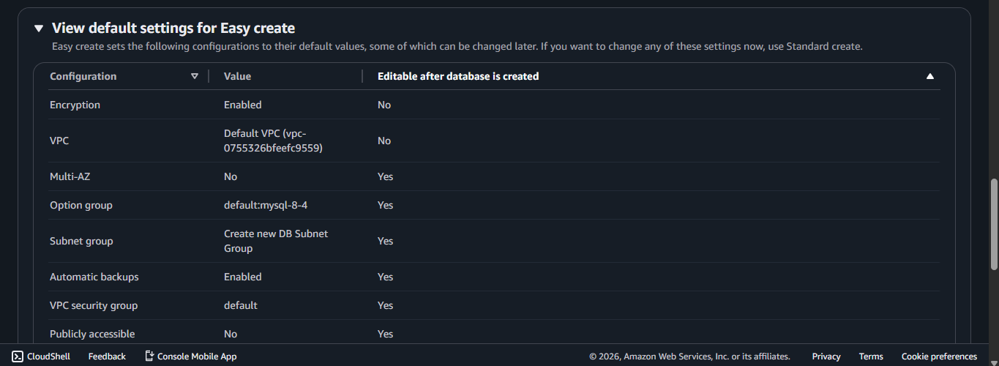 View default settings for Easy create
Easy create sets the following configurations to their default values, some of which can be changed later. If you want to change any of these settings now, use Standard create.
Configuration Value Editable after database is created
Encryption Enabled No
VPC Default VPC (vpc-
0755326bfeefc9559) No
Multi-AZ No Yes
Option group default:mysql-8-4 Yes
Subnet group Create new DB Subnet
Group Yes
Automatic backups Enabled Yes
VPC security group default Yes
Publicly accessible No Yes
CloudShell Feedback Console Mobile App © 2026, Amazon Web Services, Inc. or its affiliates. Privacy Terms Cookie preferences